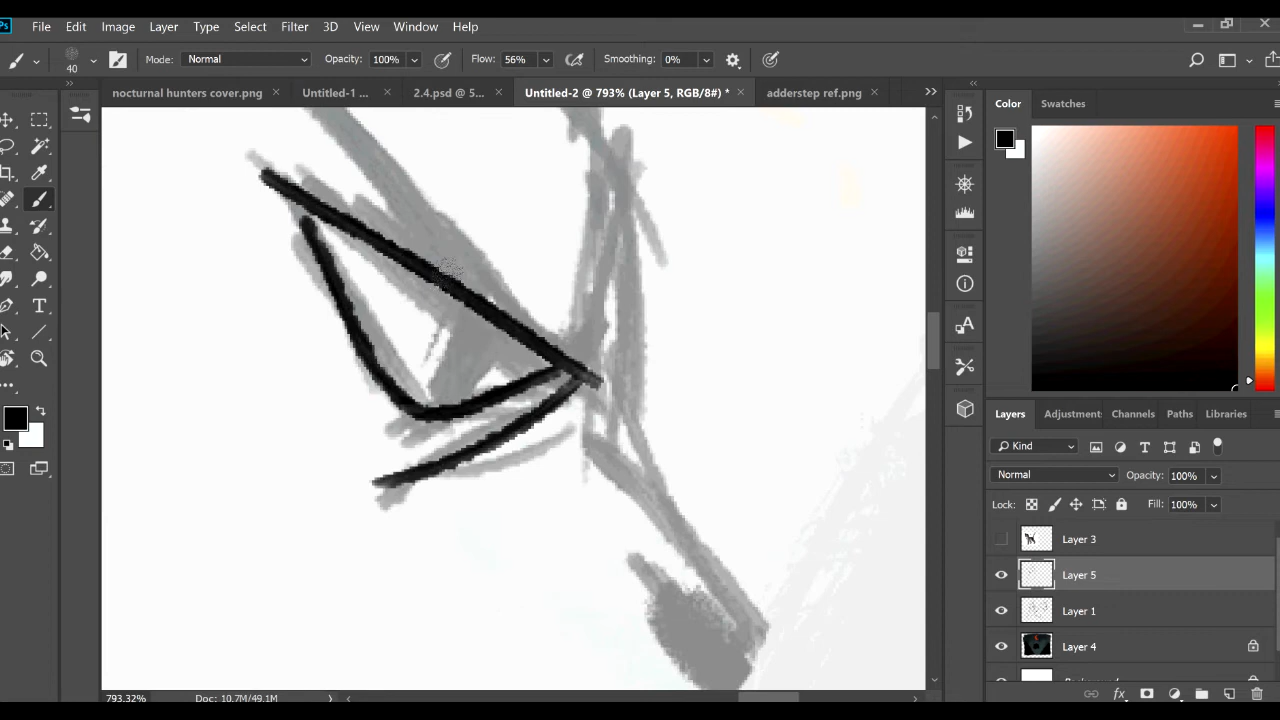 Ps File Edit Image Layer Type Select Filter 3D View Window Help
40 Mode: Normal Opacity: 100% Flow: 56% Smoothing: 0%
nocturnal hunters cover.png × Untitled-1 ... × 2.4.psd @ 5... × Untitled-2 @ 793% (Layer 5, RGB/8#) * × adderstep ref.png ×
Color Swatches
Layers Adjustment Channels Paths Libraries
Kind
Normal Opacity: 100%
Lock: Fill: 100%
Layer 3
Layer 5
Layer 1
Layer 4
793.32% Doc: 10.7M/49.1M